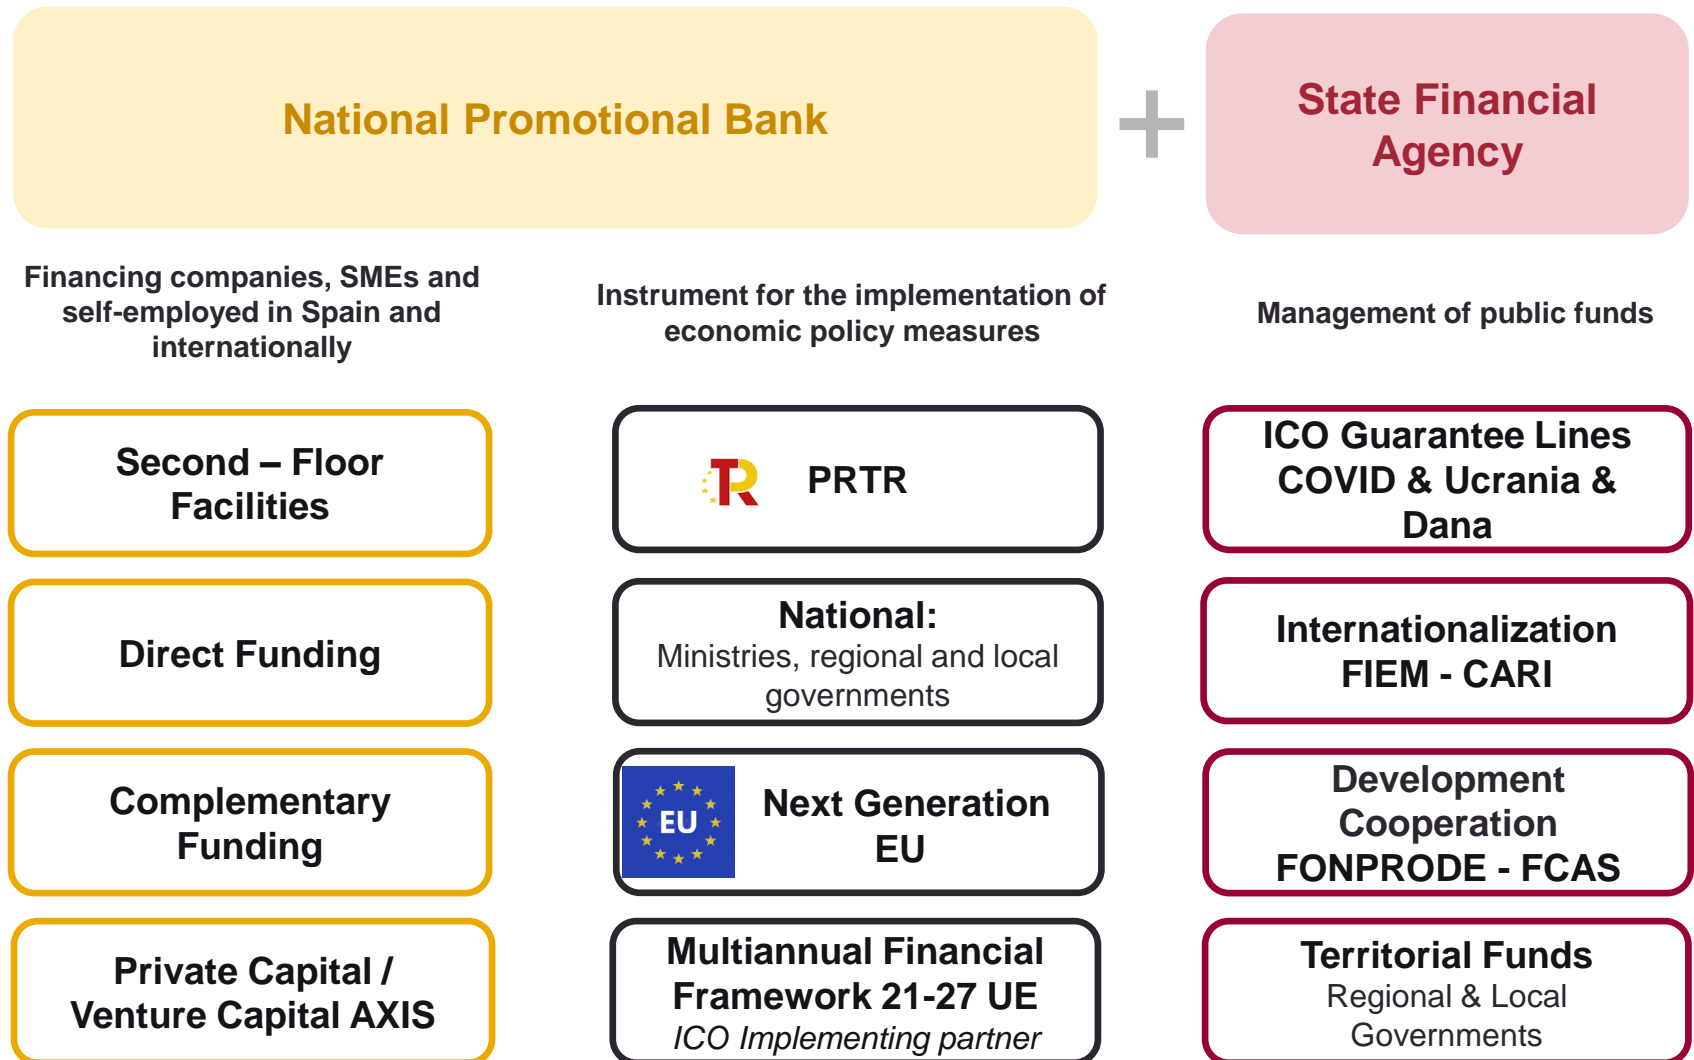 National Promotional Bank
+
State Financial
Agency
Financing companies, SMEs and
self-employed in Spain and
internationally
Instrument for the implementation of
economic policy measures
Management of public funds
Second – Floor
Facilities
TR PRTR
ICO Guarantee Lines
COVID & Ucrania &
Dana
Direct Funding
National:
Ministries, regional and local
governments
Internationalization
FIEM - CARI
Complementary
Funding
EU
Next Generation
EU
Development
Cooperation
FONPRODE - FCAS
Private Capital /
Venture Capital AXIS
Multiannual Financial
Framework 21-27 UE
ICO Implementing partner
Territorial Funds
Regional & Local
Governments